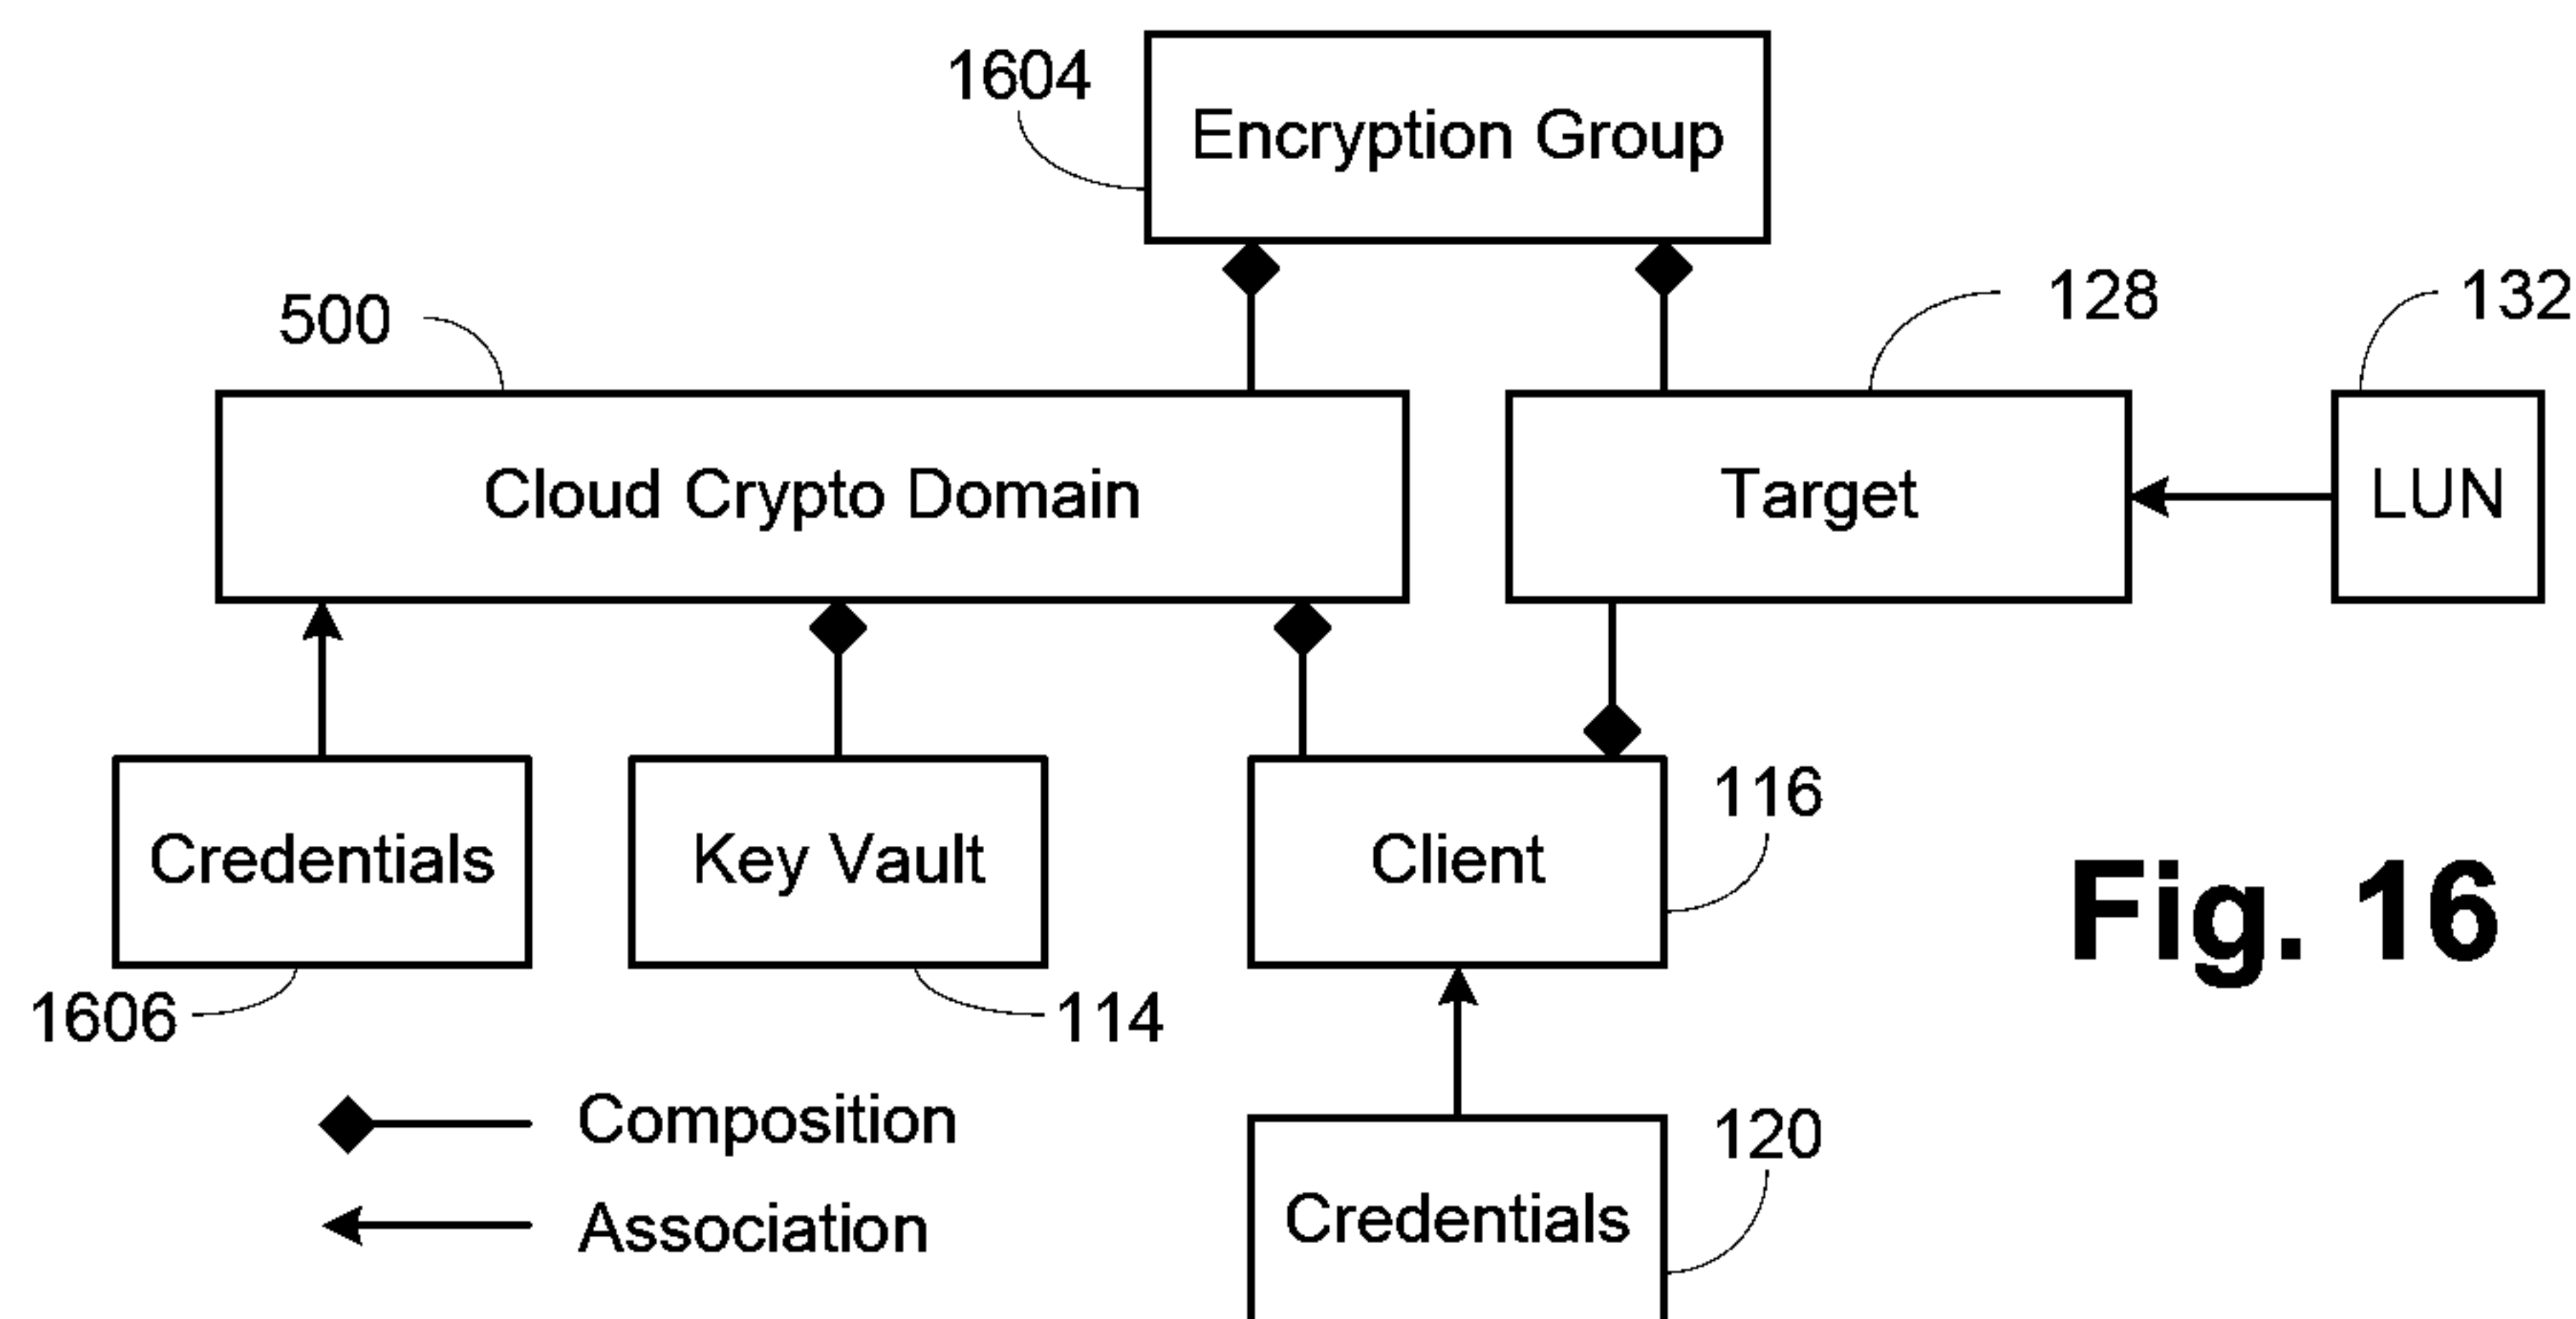 1604
Encryption Group
500
128
132
Cloud Crypto Domain
Target
LUN
Credentials
Key Vault
Client
116
Fig. 16
1606
114
Composition
120
Association
Credentials